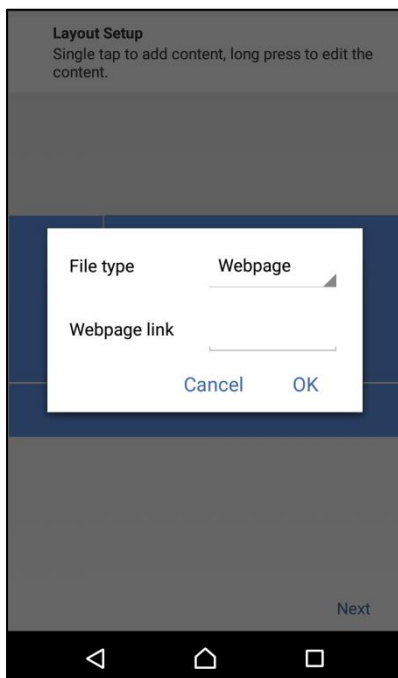 Layout Setup
Single tap to add content, long press to edit the
content.
File type Webpage
Webpage link
Cancel OK
Next